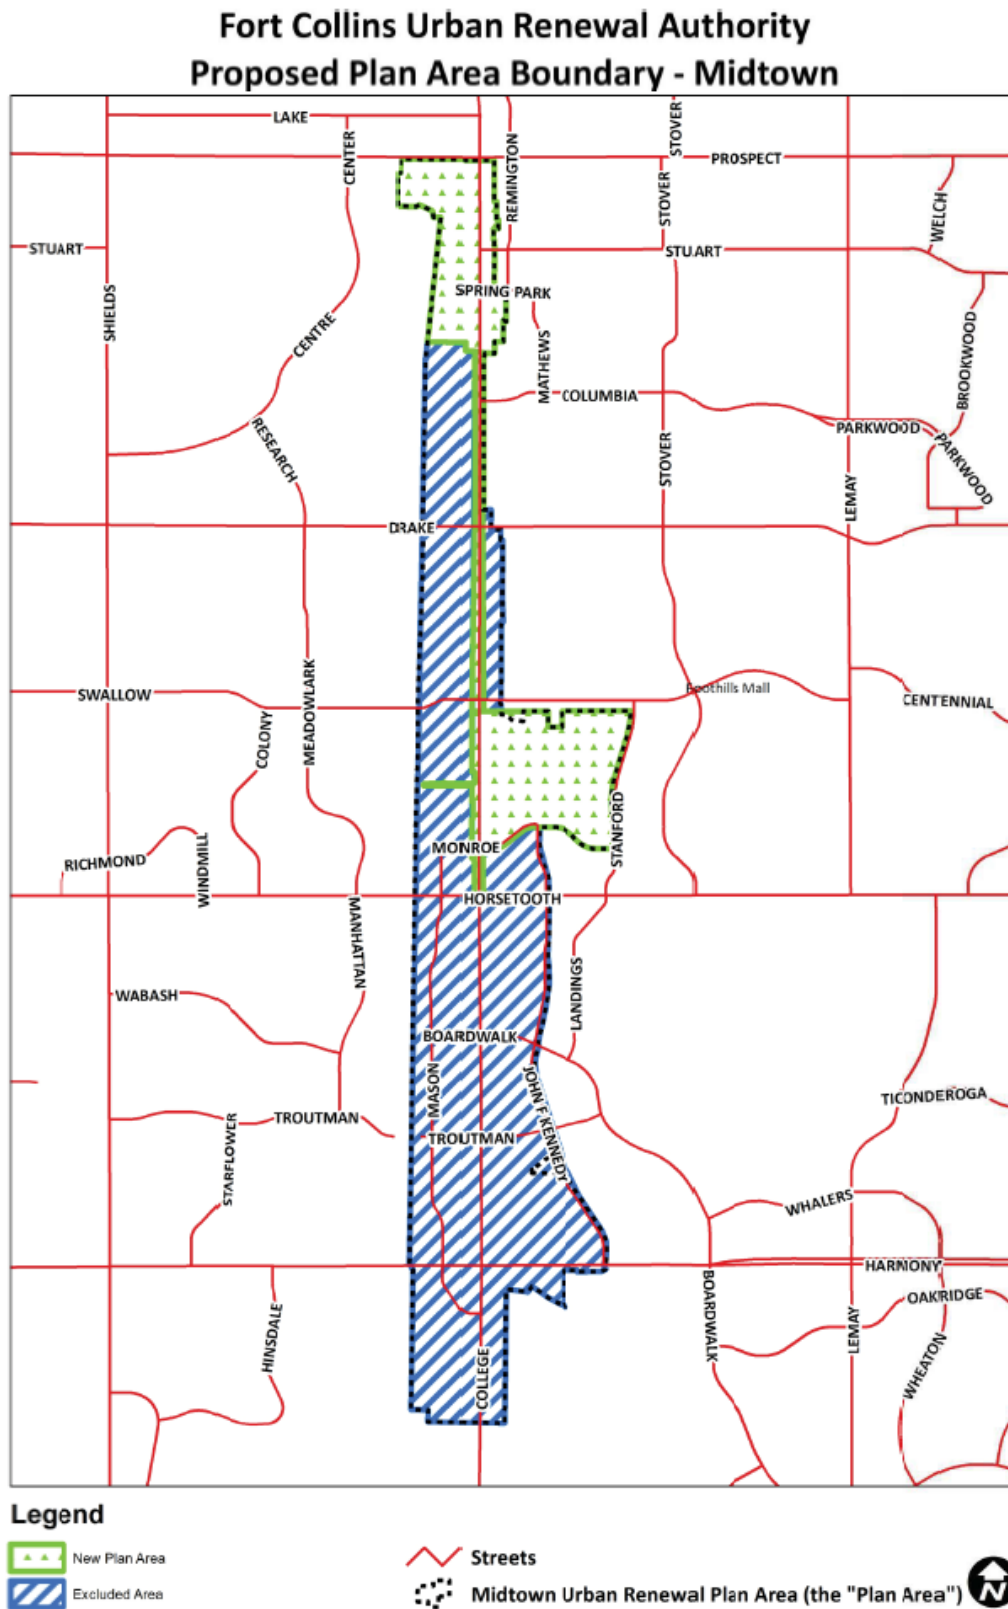 Fort Collins Urban Renewal Authority
Proposed Plan Area Boundary - Midtown
LAKE
CENTER
REMINGTON
STOVER
PROSPECT
STOVER
WELCH
STUART
STUART
SHIELDS
SPRING PARK
CENTRE
MATHEWS
BROOKWOOD
COLUMBIA
PARKWOOD
PARKWOOD
RESEARCH
STOVER
LEMAY
DRAKE
SWALLOW
MEADOWLARK
COLONY
Foothills Mall
CENTENNIAL
STANFORD
MONROE
RICHMOND
WINDMILL
HORSETOOTH
MANHATTAN
LANDINGS
WABASH
BOARDWALK
MASON
JOHN F KENNEDY
TICONDEROGA
TROUTMAN
TROUTMAN
STARFLOWER
WHALERS
HARMONY
OAKRIDGE
HINSDALE
BOARDWALK
LEMAY
WHEATON
COLLEGE
Legend
New Plan Area
Streets
Excluded Area
Midtown Urban Renewal Plan Area (the "Plan Area")
N